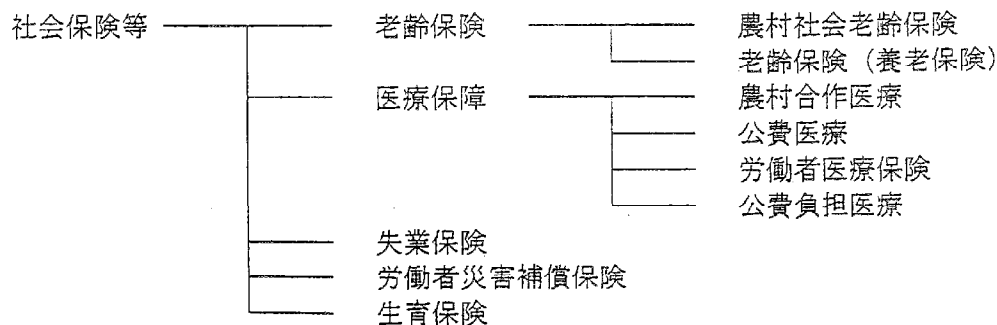 社会保険等 老齢保険 農村社会老齢保険
老齢保険（養老保険）
医療保障 農村合作医療
公費医療
労働者医療保険
公費負担医療
失業保険
労働者災害補償保険
生育保険